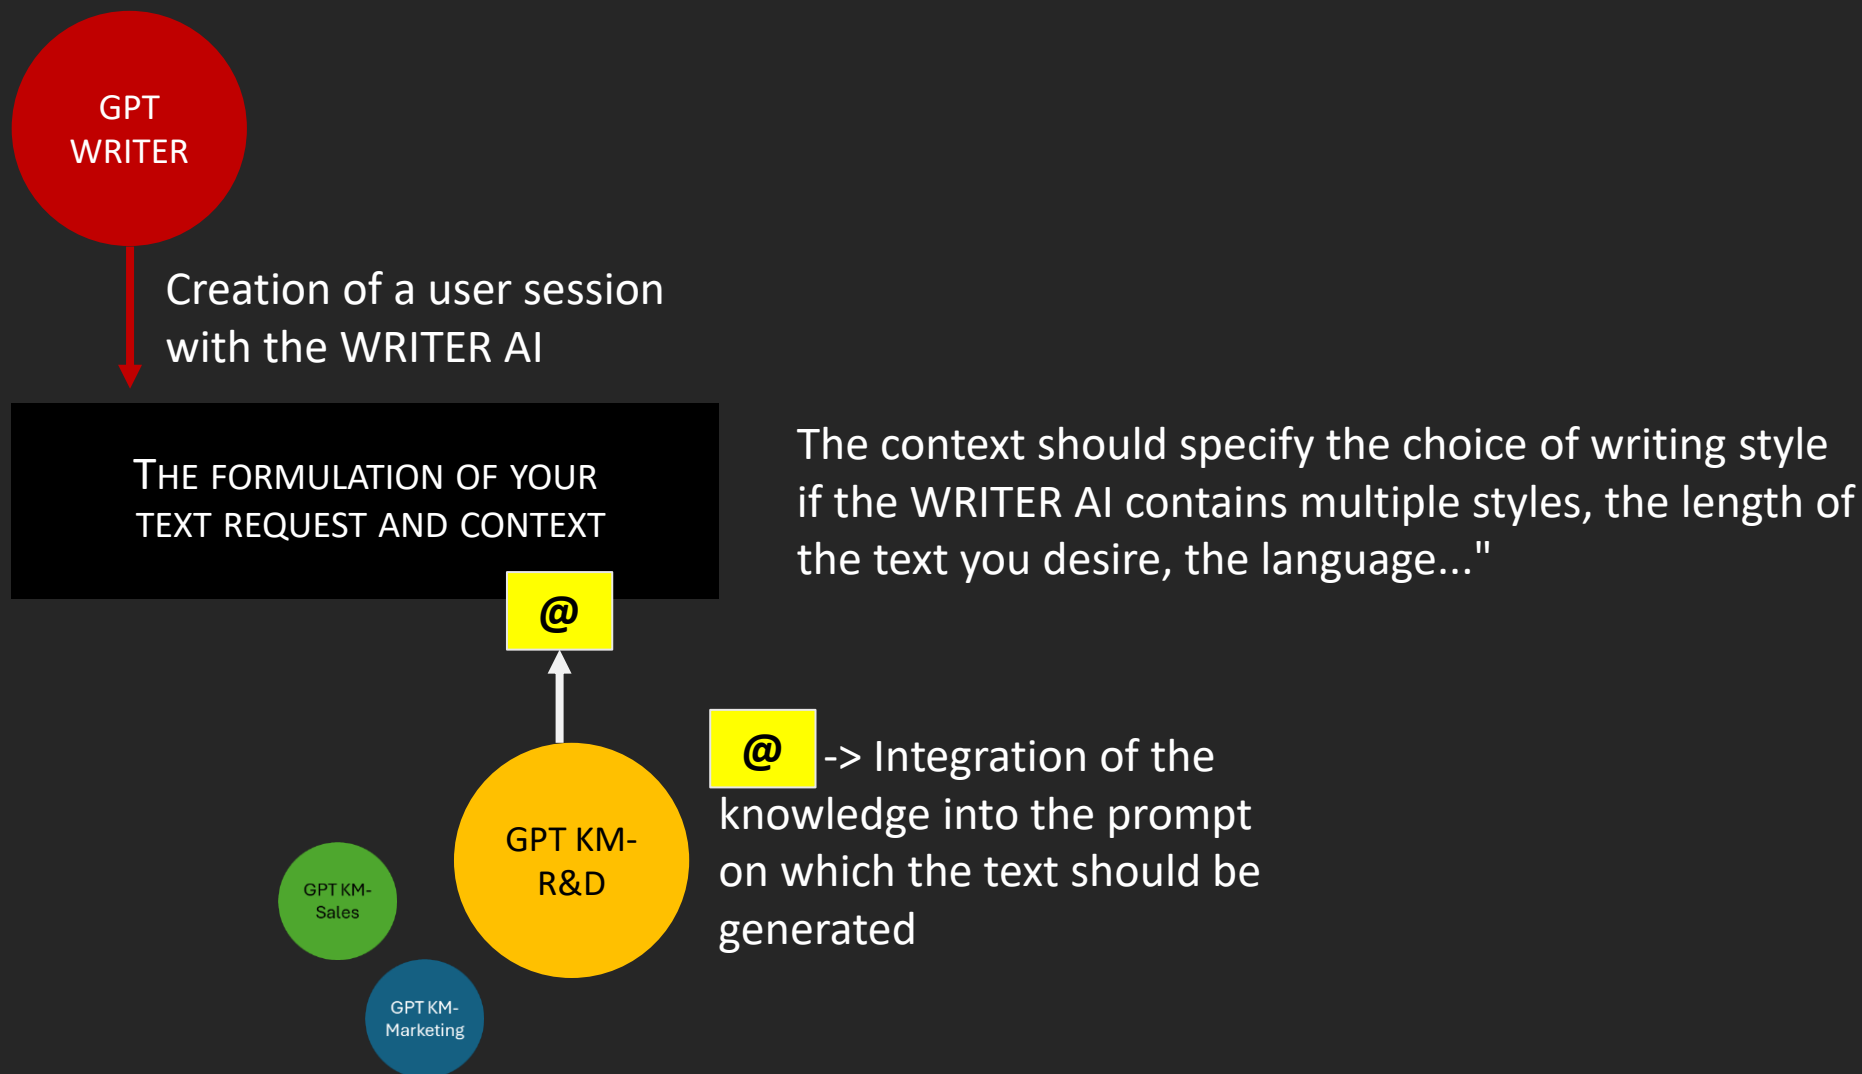 GPT
WRITER
Creation of a user session
with the WRITER AI
THE FORMULATION OF YOUR
TEXT REQUEST AND CONTEXT
The context should specify the choice of writing style
if the WRITER AI contains multiple styles, the length of
the text you desire, the language..."
@
@ -> Integration of the
knowledge into the prompt
on which the text should be
generated
GPT KM-
R&D
GPT KM-
Sales
GPT KM-
Marketing